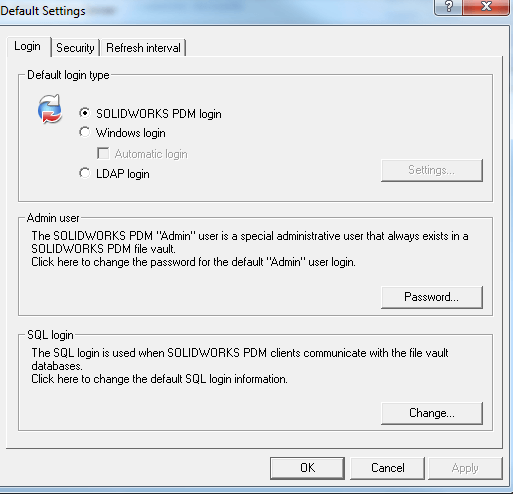 Default Settings
?
Login
Security
Refresh interval
Default login type
SOLIDWORKS PDM login
Windows login
Automatic login
LDAP login
Settings...
Admin user
The SOLIDWORKS PDM "Admin" user is a special administrative user that always exists in a
SOLIDWORKS PDM file vault.
Click here to change the password for the default "Admin" user login.
Password...
SQL login
The SQL login is used when SOLIDWORKS PDM clients communicate with the file vault
databases.
Click here to change the default SQL login information.
Change...
OK
Cancel
Apply